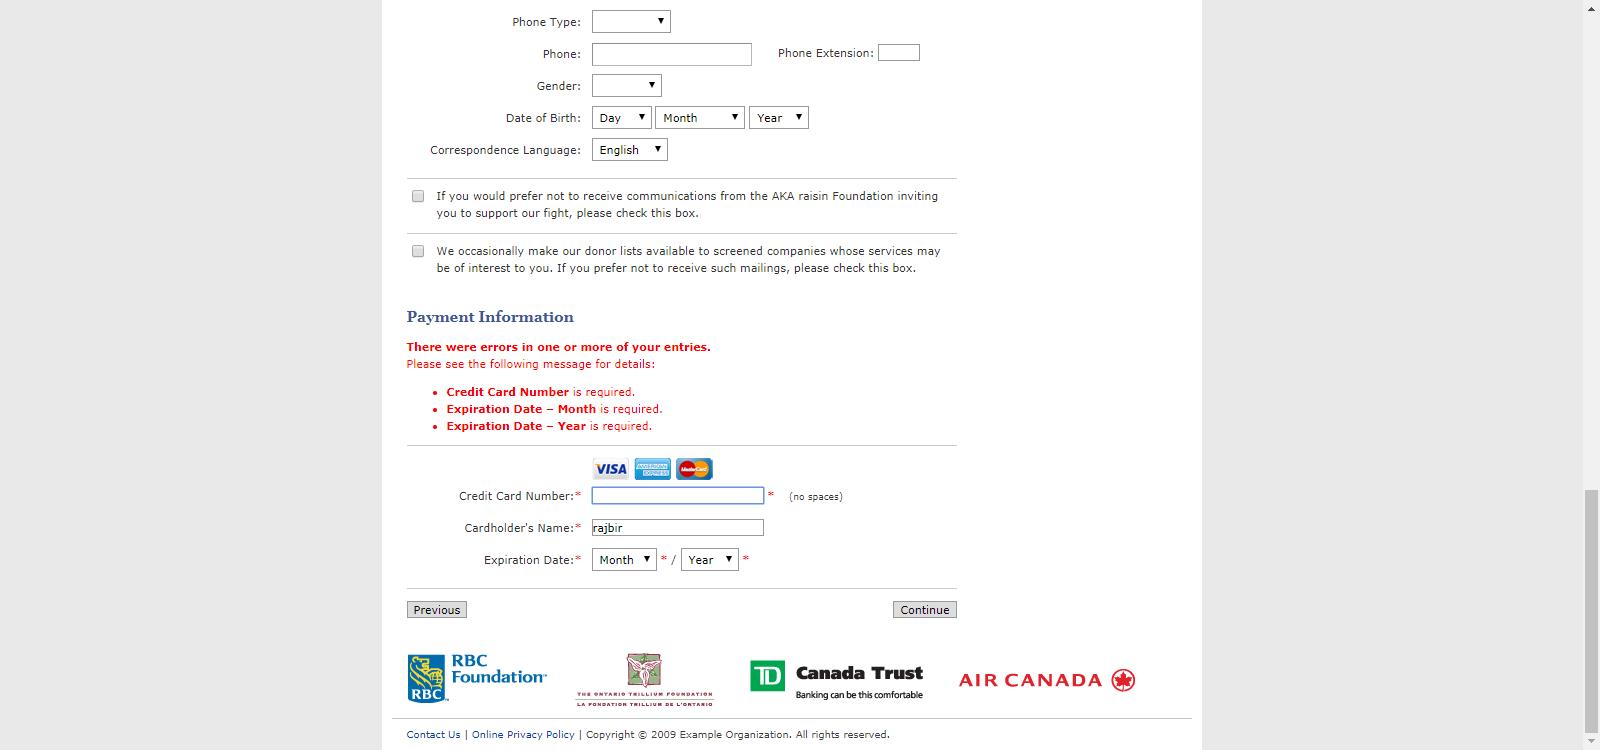 Phone Type:
Phone: Phone Extension:
Gender:
Date of Birth: Day Month Year
Correspondence Language: English
If you would prefer not to receive communications from the AKA raisin Foundation inviting
you to support our fight, please check this box.
We occasionally make our donor lists available to screened companies whose services may
be of interest to you. If you prefer not to receive such mailings, please check this box.
Payment Information
There were errors in one or more of your entries.
Please see the following message for details:
• Credit Card Number is required.
• Expiration Date – Month is required.
• Expiration Date – Year is required.
VISA AMERICAN EXPRESS MasterCard
Credit Card Number:* * (no spaces)
Cardholder's Name:* rajbir
Expiration Date:* Month * / Year *
Previous Continue
RBC
Foundation
RBC
THE ONTARIO TRILLIUM FOUNDATION
LA FONDATION TRILLIUM DE L'ONTARIO
TD Canada Trust
Banking can be this comfortable
AIR CANADA
Contact Us | Online Privacy Policy | Copyright © 2009 Example Organization. All rights reserved.